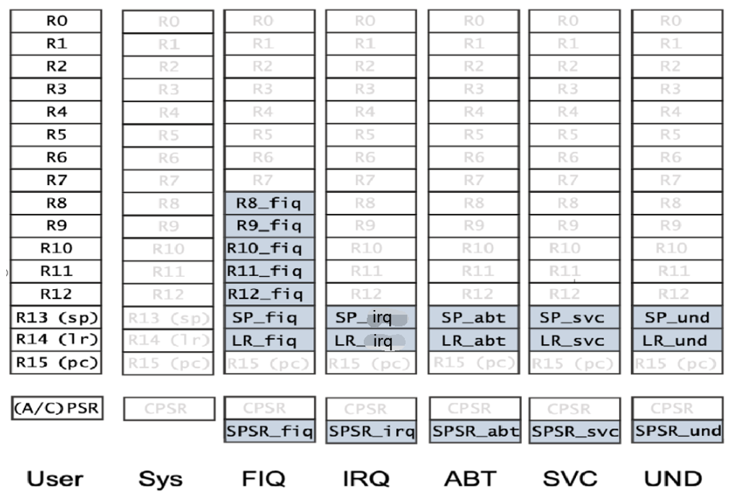 R0 R0 R0 R0 R0 R0 R0
R1 R1 R1 R1 R1 R1 R1
R2 R2 R2 R2 R2 R2 R2
R3 R3 R3 R3 R3 R3 R3
R4 R4 R4 R4 R4 R4 R4
R5 R5 R5 R5 R5 R5 R5
R6 R6 R6 R6 R6 R6 R6
R7 R7 R7 R7 R7 R7 R7
R8 R8 R8_fiq R8 R8 R8 R8
R9 R9 R9_fiq R9 R9 R9 R9
R10 R10 R10_fiq R10 R10 R10 R10
R11 R11 R11_fiq R11 R11 R11 R11
R12 R12 R12_fiq R12 R12 R12 R12
R13 (sp) R13 (sp) SP_fiq SP_irq SP_abt SP_svc SP_und
R14 (lr) R14 (lr) LR_fiq LR_irq LR_abt LR_svc LR_und
R15 (pc) R15 (pc) R15 (pc) R15 (pc) R15 (pc) R15 (pc) R15 (pc)
(A/C)PSR CPSR CPSR CPSR CPSR CPSR CPSR
SPSR_fiq SPSR_irq SPSR_abt SPSR_svc SPSR_und
User Sys FIQ IRQ ABT SVC UND